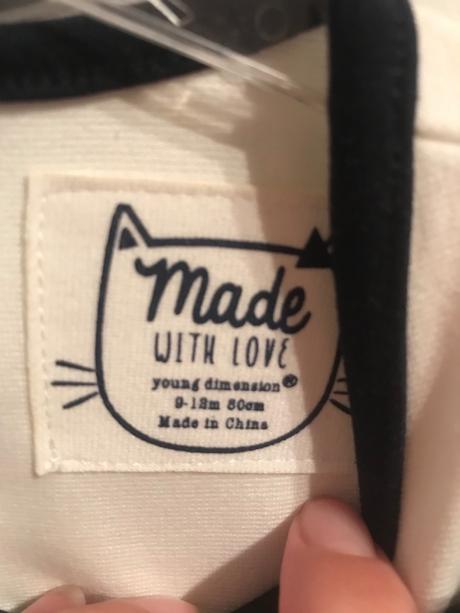 Made
WITH LOVE
young dimension®
9-12m 80cm
Made in China